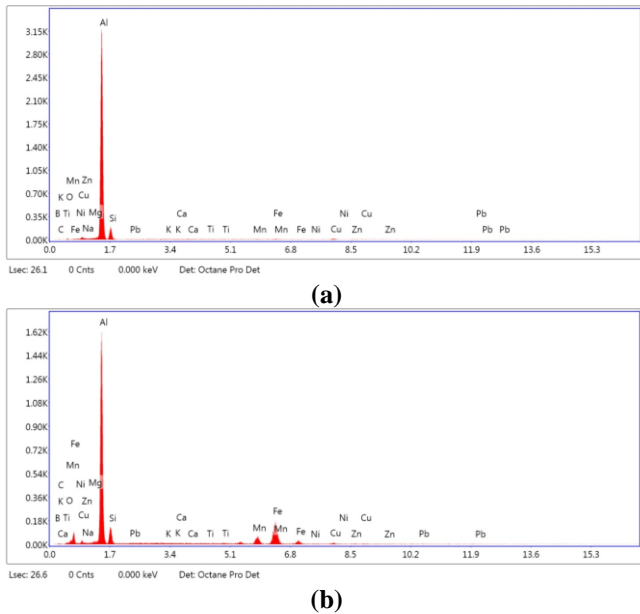 Al
3.15K
2.80K
2.45K
2.10K
1.75K
1.40K
1.05K
0.70K
0.35K
0.00K
Mn Zn
K O Cu
B Ti Ni Mg Si Ca Fe Ni Cu Pb
C Fe Na Pb K K Ca Ti Ti Mn Mn Fe Ni Cu Zn Zn Pb Pb
0.0 1.7 3.4 5.1 6.8 8.5 10.2 11.9 13.6 15.3
Lsec: 26.1 0 Cnts 0.000 keV Det: Octane Pro Det
(a)
Al
1.62K
1.44K
1.26K
1.08K
0.90K
0.72K
0.54K
0.36K
0.18K
0.00K
Fe
Mn
C Ni Mg
K O Zn
B Ti Cu Si Ca Fe Ni Cu
Ca Na Pb K K Ca Ti Ti Mn Mn Fe Ni Cu Zn Zn Pb Pb
0.0 1.7 3.4 5.1 6.8 8.5 10.2 11.9 13.6 15.3
Lsec: 26.6 0 Cnts 0.000 keV Det: Octane Pro Det
(b)